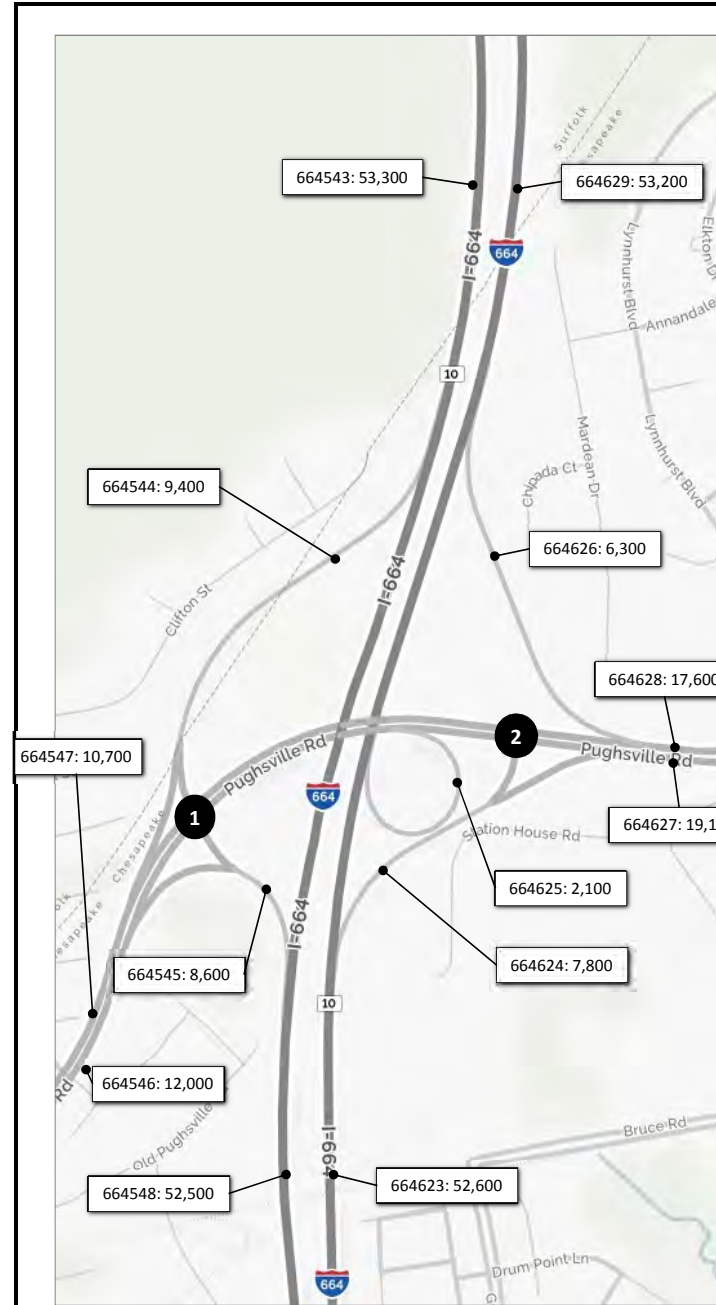 Suffolk
Chesapeake
664543: 53,300
664629: 53,200
Lynnhurst Blvd
Elkton Dr
I-664
664
Annandale
10
Mardean Dr
Lynnhurst Blvd
Chipada Ct
664544: 9,400
664626: 6,300
I-664
Clifton St
664628: 17,600
664547: 10,700
Pughsville Rd
2
Pughsville Rd
664
1
664627: 19,1
Station House Rd
Chesapeake
664625: 2,100
I-664
664545: 8,600
664624: 7,800
10
664546: 12,000
Rd
Old Pughsville
Bruce Rd
I-664
664548: 52,500
664623: 52,600
Drum Point Ln
664
G